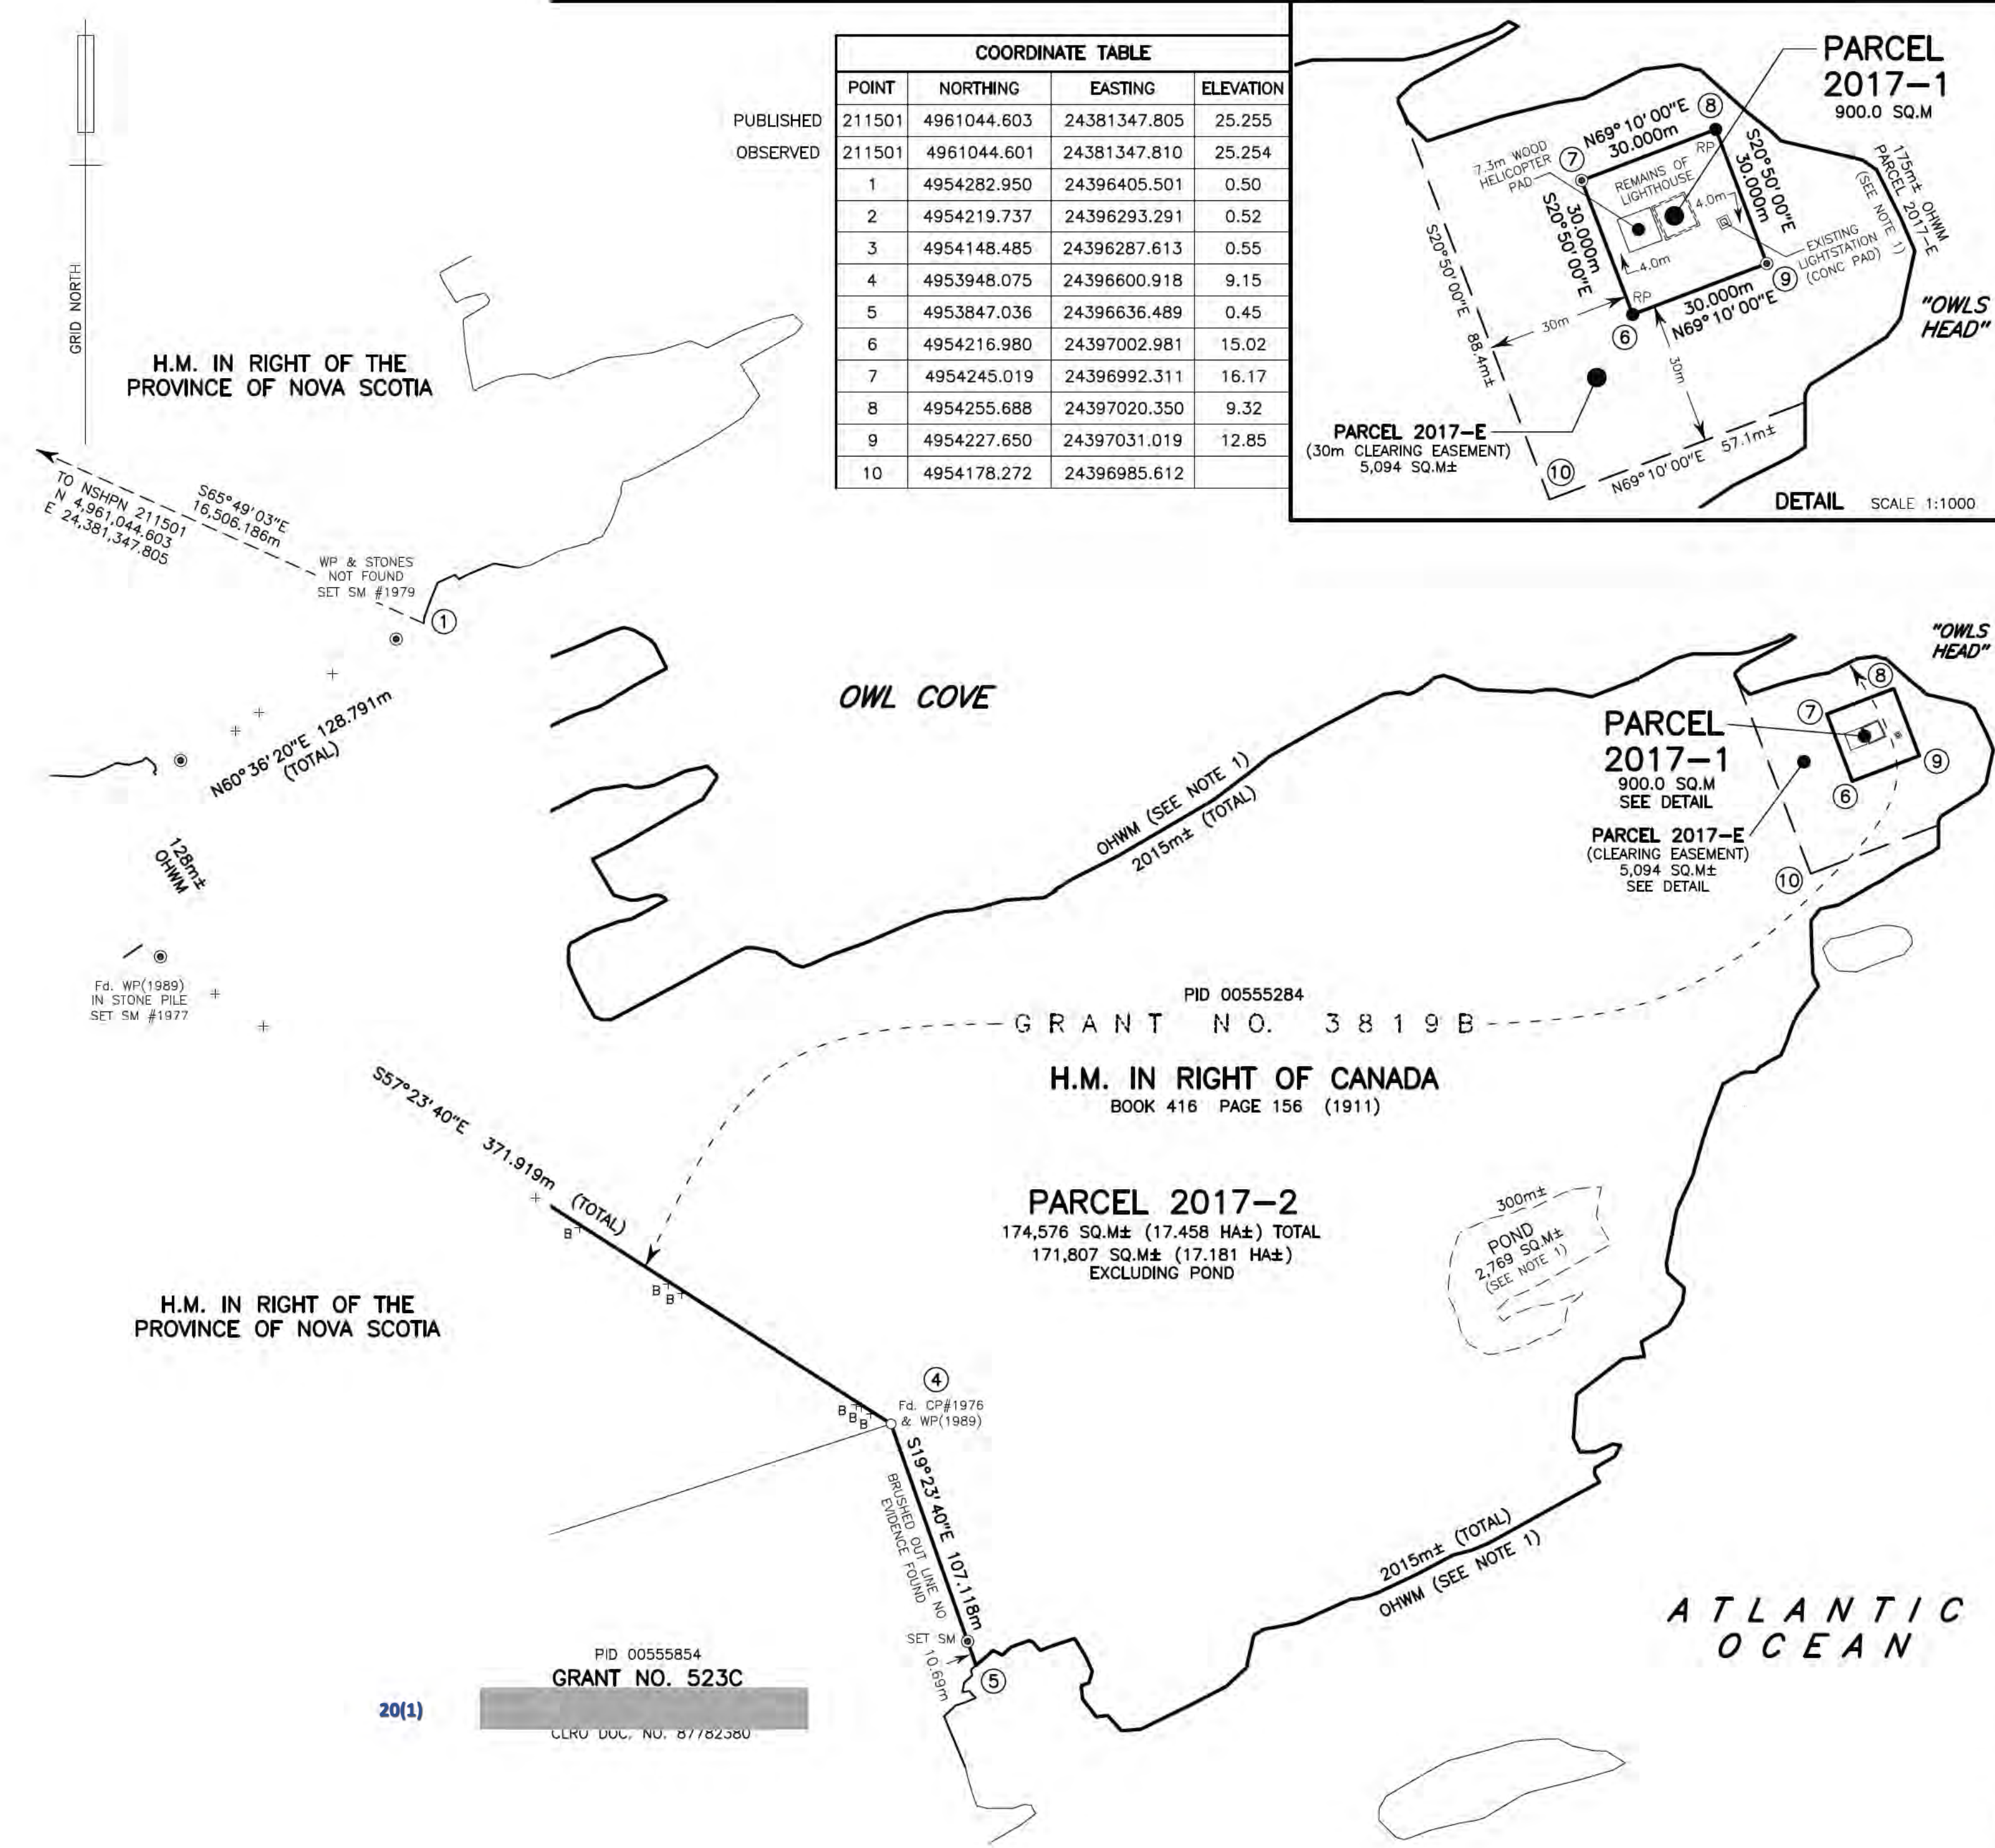 COORDINATE TABLE
POINT NORTHING EASTING ELEVATION
PUBLISHED 211501 4961044.603 24381347.805 25.255
OBSERVED 211501 4961044.601 24381347.810 25.254
1 4954282.950 24396405.501 0.50
2 4954219.737 24396293.291 0.52
3 4954148.485 24396287.613 0.55
4 4953948.075 24396600.918 9.15
5 4953847.036 24396636.489 0.45
6 4954216.980 24397002.981 15.02
7 4954245.019 24396992.311 16.17
8 4954255.688 24397020.350 9.32
9 4954227.650 24397031.019 12.85
10 4954178.272 24396985.612
PARCEL
2017-1
900.0 SQ.M
N69°10'00"E
30.000m
8
7
RP
S20°50'00"E
30.000m
7.3m WOOD
HELICOPTER
PAD
REMAINS OF
LIGHTHOUSE
4.0m
S20°50'00"E
30.000m
4.0m
EXISTING
LIGHTSTATION
(CONC PAD)
175m± OHWM
PARCEL 2017-E
(SEE NOTE 1)
"OWLS
HEAD"
RP
9
30.000m
N69°10'00"E
6
30m
30m
S20°50'00"E 88.4m±
PARCEL 2017-E
(30m CLEARING EASEMENT)
5,094 SQ.M±
10
N69°10'00"E 57.1m±
DETAIL SCALE 1:1000
GRID NORTH
H.M. IN RIGHT OF THE
PROVINCE OF NOVA SCOTIA
TO NSHPN 211501
N 4,961,044.603
E 24,381,347.805
S65°49'03"E
16,506.186m
WP & STONES
NOT FOUND
SET SM #1979
1
N60°36'20"E 128.791m
(TOTAL)
128m±
OHWM
Fd. WP(1989)
IN STONE PILE
SET SM #1977
OWL COVE
OHWM (SEE NOTE 1)
2015m± (TOTAL)
"OWLS
HEAD"
8
7
9
6
10
PARCEL
2017-1
900.0 SQ.M
SEE DETAIL
PARCEL 2017-E
(CLEARING EASEMENT)
5,094 SQ.M±
SEE DETAIL
PID 00555284
GRANT NO. 3819B
H.M. IN RIGHT OF CANADA
BOOK 416 PAGE 156 (1911)
S57°23'40"E 371.919m (TOTAL)
B
B
B
PARCEL 2017-2
174,576 SQ.M± (17.458 HA±) TOTAL
171,807 SQ.M± (17.181 HA±)
EXCLUDING POND
300m±
POND
2,769 SQ.M±
(SEE NOTE 1)
H.M. IN RIGHT OF THE
PROVINCE OF NOVA SCOTIA
4
Fd. CP#1976
& WP(1989)
B
B
B
S19°23'40"E 107.118m
BRUSHED OUT LINE NO
EVIDENCE FOUND
SET SM
10.69m
5
2015m± (TOTAL)
OHWM (SEE NOTE 1)
ATLANTIC
OCEAN
PID 00555854
GRANT NO. 523C
20(1)
CLRO DOC. NO. 87782380